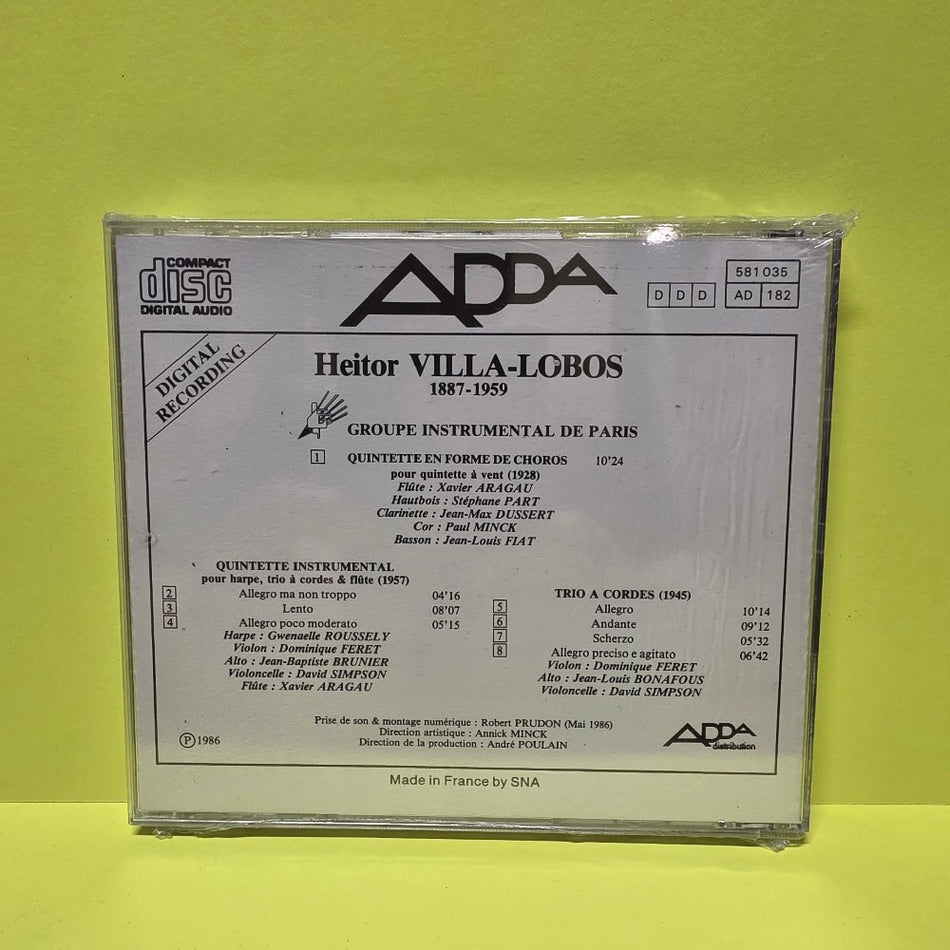 COMPACT
disc
DIGITAL AUDIO
ADDA
D D D
581035
AD 182
DIGITAL
RECORDING
Heitor VILLA-LOBOS
1887-1959
GROUPE INSTRUMENTAL DE PARIS
1 QUINTETTE EN FORME DE CHOROS 10'24
pour quintette à vent (1928)
Flûte : Xavier ARAGAU
Hautbois : Stéphane PART
Clarinette : Jean-Max DUSSERT
Cor : Paul MINCK
Basson : Jean-Louis FIAT
QUINTETTE INSTRUMENTAL
pour harpe, trio à cordes & flûte (1957)
2 Allegro ma non troppo 04'16
3 Lento 08'07
4 Allegro poco moderato 05'15
Harpe : Gwenaelle ROUSSELY
Violon : Dominique FERET
Alto : Jean-Baptiste BRUNIER
Violoncelle : David SIMPSON
Flûte : Xavier ARAGAU
TRIO A CORDES (1945)
5 Allegro 10'14
6 Andante 09'12
7 Scherzo 05'32
8 Allegro preciso e agitato 06'42
Violon : Dominique FERET
Alto : Jean-Louis BONAFOUS
Violoncelle : David SIMPSON
Prise de son & montage numérique : Robert PRUDON (Mai 1986)
Direction artistique : Annick MINCK
Direction de la production : André POULAIN
℗ 1986
ADDA
distribution
Made in France by SNA